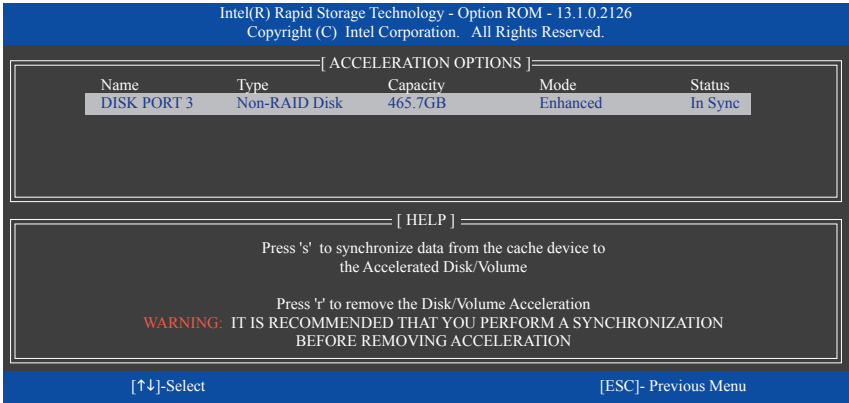 Intel(R) Rapid Storage Technology - Option ROM - 13.1.0.2126
Copyright (C) Intel Corporation. All Rights Reserved.
[ ACCELERATION OPTIONS ]
Name Type Capacity Mode Status
DISK PORT 3 Non-RAID Disk 465.7GB Enhanced In Sync
[ HELP ]
Press 's' to synchronize data from the cache device to
the Accelerated Disk/Volume
Press 'r' to remove the Disk/Volume Acceleration
WARNING: IT IS RECOMMENDED THAT YOU PERFORM A SYNCHRONIZATION
BEFORE REMOVING ACCELERATION
[↑↓]-Select [ESC]- Previous Menu